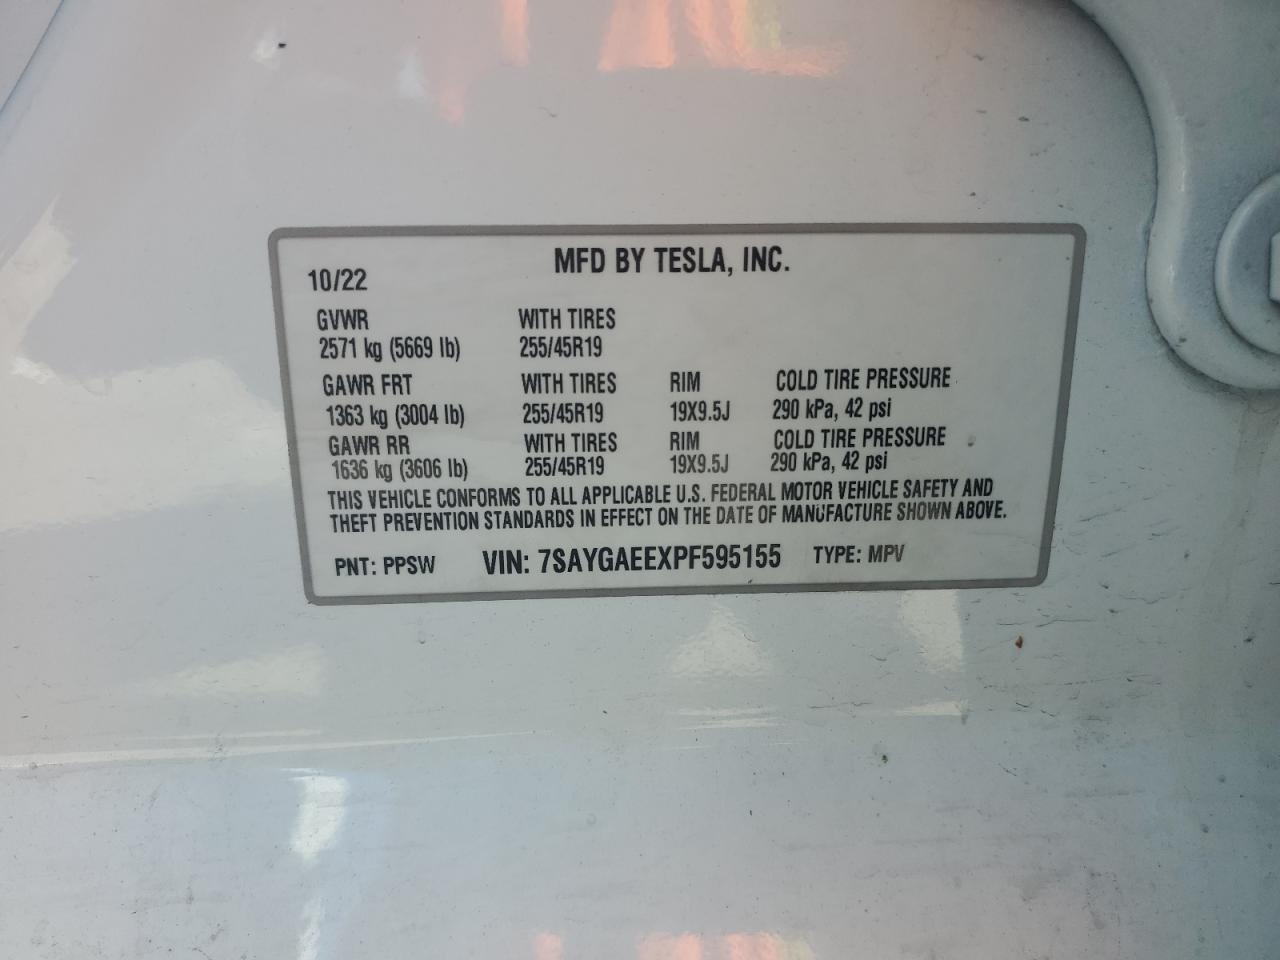 MFD BY TESLA, INC.
10/22
GVWR WITH TIRES
2571 kg (5669 lb) 255/45R19
GAWR FRT WITH TIRES RIM COLD TIRE PRESSURE
1363 kg (3004 lb) 255/45R19 19X9.5J 290 kPa, 42 psi
GAWR RR WITH TIRES RIM COLD TIRE PRESSURE
1636 kg (3606 lb) 255/45R19 19X9.5J 290 kPa, 42 psi
THIS VEHICLE CONFORMS TO ALL APPLICABLE U.S. FEDERAL MOTOR VEHICLE SAFETY AND
THEFT PREVENTION STANDARDS IN EFFECT ON THE DATE OF MANUFACTURE SHOWN ABOVE.
PNT: PPSW VIN: 7SAYGAEEXPF595155 TYPE: MPV